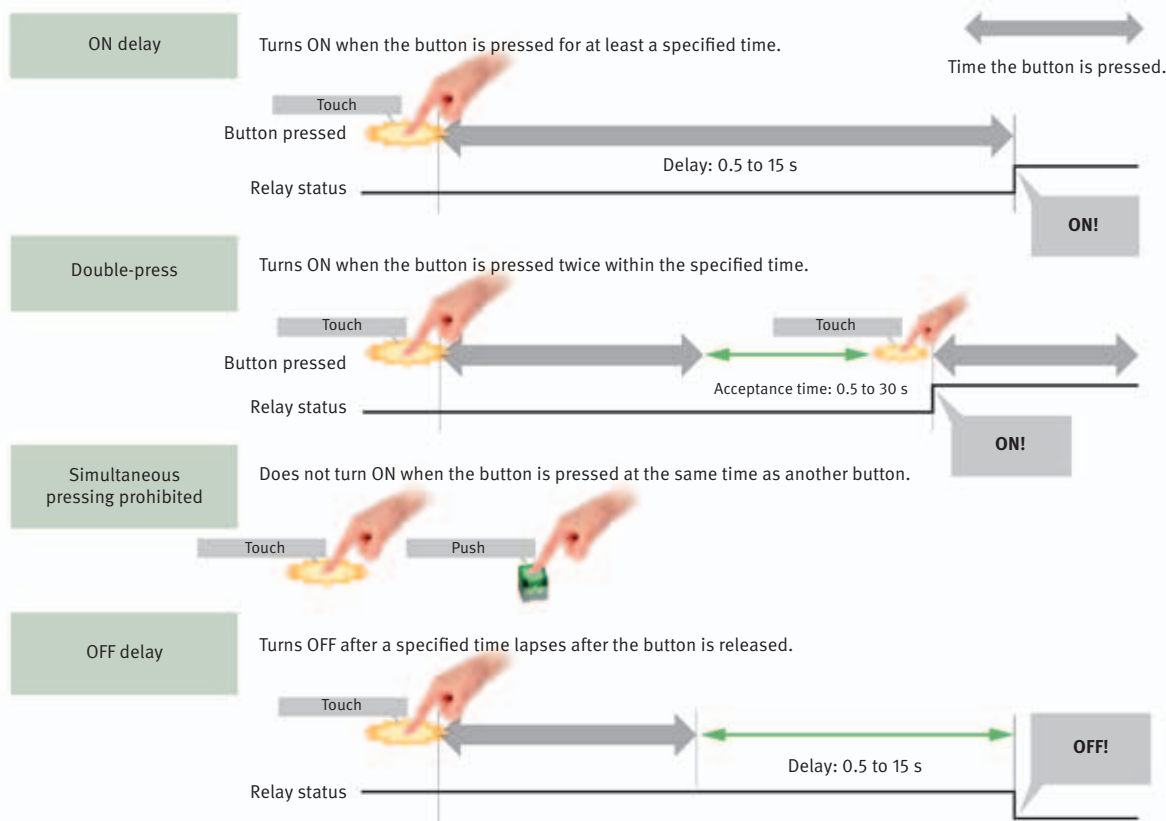 ON delay
Turns ON when the button is pressed for at least a specified time.
Time the button is pressed.
Touch
Button pressed
Delay: 0.5 to 15 s
Relay status
ON!
Double-press
Turns ON when the button is pressed twice within the specified time.
Touch
Touch
Button pressed
Acceptance time: 0.5 to 30 s
Relay status
ON!
Simultaneous
pressing prohibited
Does not turn ON when the button is pressed at the same time as another button.
Touch
Push
OFF delay
Turns OFF after a specified time lapses after the button is released.
Touch
OFF!
Delay: 0.5 to 15 s
Relay status